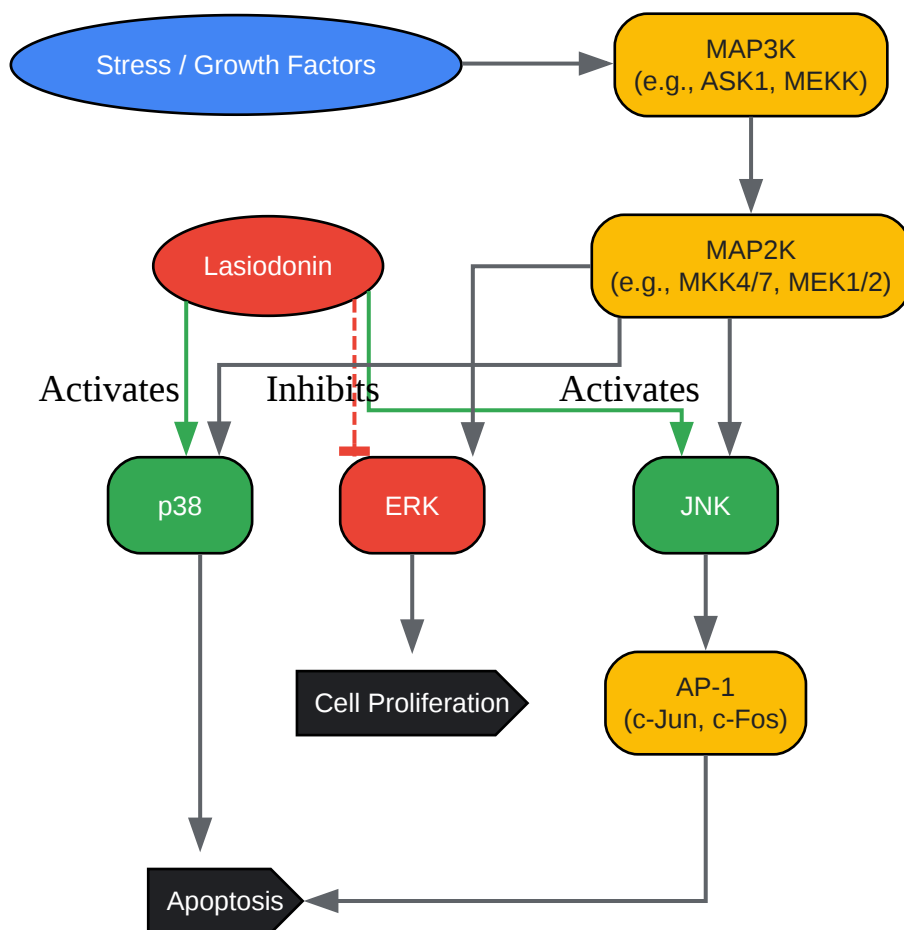 Stress / Growth Factors
MAP3K
(e.g., ASK1, MEKK)
Lasiodonin
MAP2K
(e.g., MKK4/7, MEK1/2)
Activates
Inhibits
Activates
p38
ERK
JNK
Cell Proliferation
AP-1
(c-Jun, c-Fos)
Apoptosis